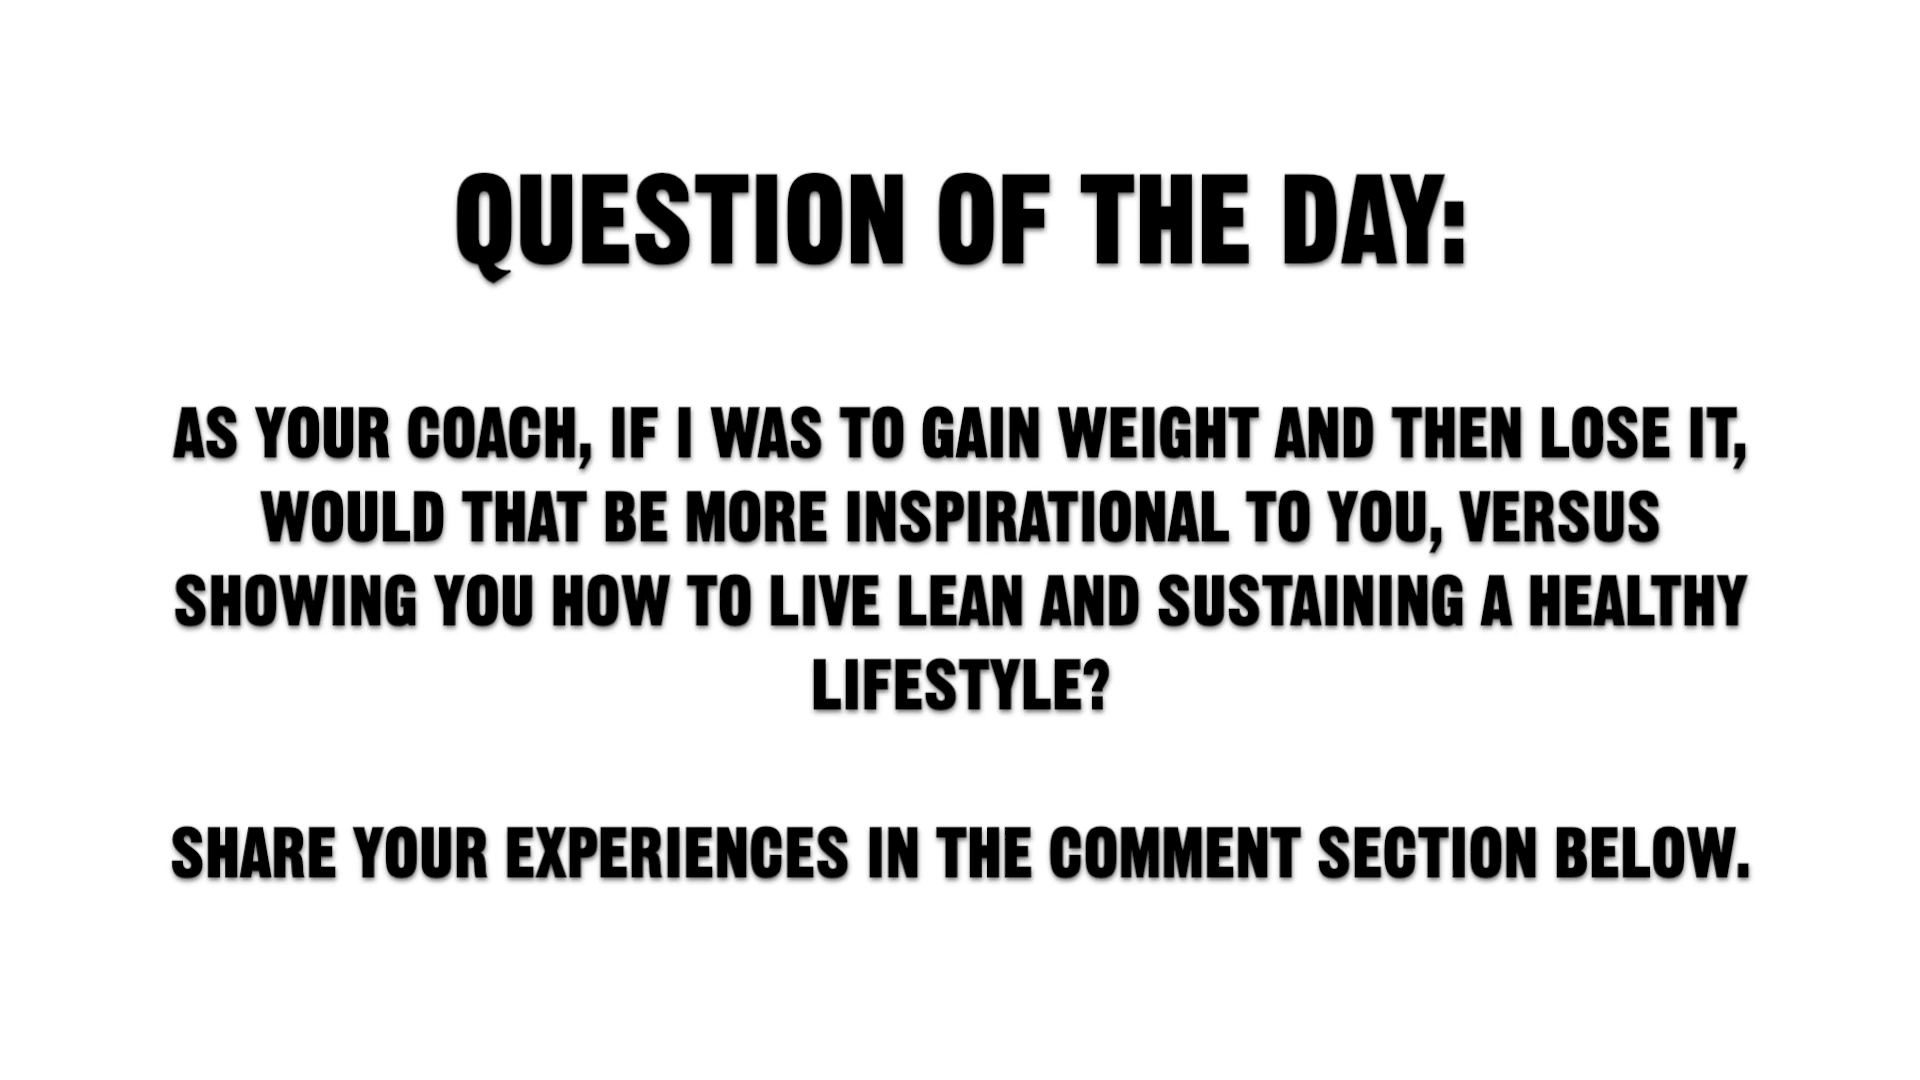 QUESTION OF THE DAY:
AS YOUR COACH, IF I WAS TO GAIN WEIGHT AND THEN LOSE IT,
WOULD THAT BE MORE INSPIRATIONAL TO YOU, VERSUS
SHOWING YOU HOW TO LIVE LEAN AND SUSTAINING A HEALTHY
LIFESTYLE?
SHARE YOUR EXPERIENCES IN THE COMMENT SECTION BELOW.